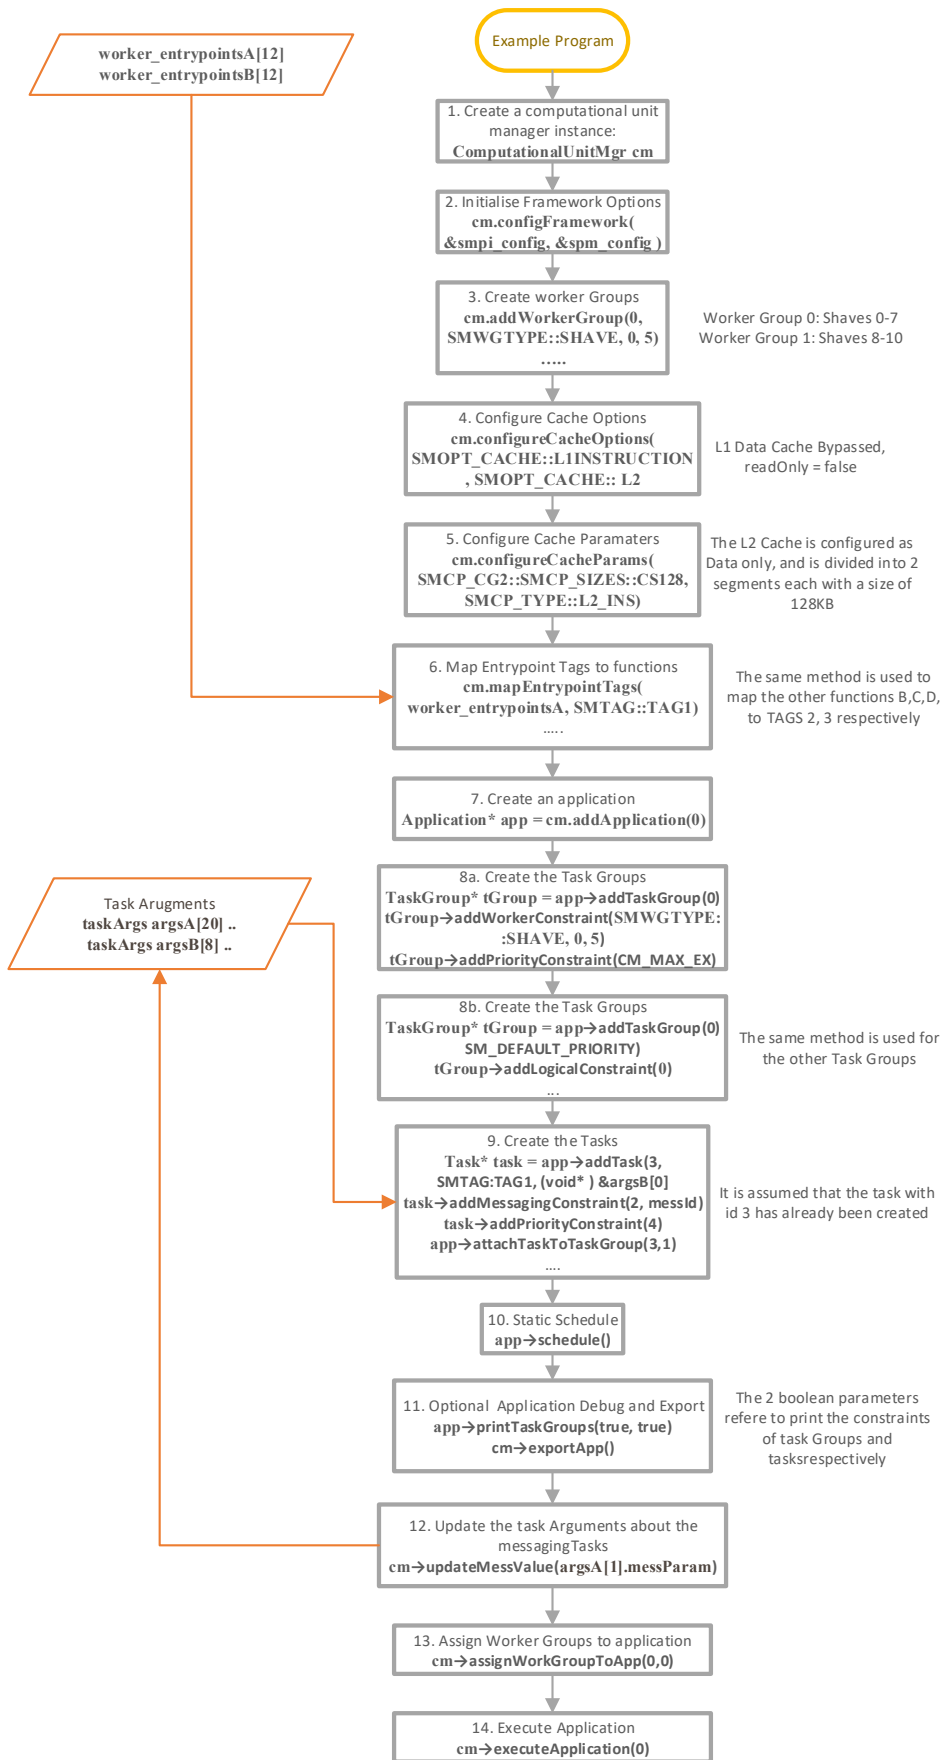 Example Program
worker_entrypointsA[12]
worker_entrypointsB[12]
1. Create a computational unit
manager instance:
ComputationalUnitMgr cm
2. Initialise Framework Options
cm.configFramework(
&smpi_config, &spm_config )
3. Create worker Groups
cm.addWorkerGroup(0,
SMWGTYPE::SHAVE, 0, 5)
.....
Worker Group 0: Shaves 0-7
Worker Group 1: Shaves 8-10
4. Configure Cache Options
cm.configureCacheOptions(
SMOPT_CACHE::L1INSTRUCTION
, SMOPT_CACHE:: L2
L1 Data Cache Bypassed,
readOnly = false
5. Configure Cache Paramaters
cm.configureCacheParams(
SMCP_CG2::SMCP_SIZES::CS128,
SMCP_TYPE::L2_INS)
The L2 Cache is configured as
Data only, and is divided into 2
segments each with a size of
128KB
6. Map Entrypoint Tags to functions
cm.mapEntrypointTags(
worker_entrypointsA, SMTAG::TAG1)
.....
The same method is used to
map the other functions B,C,D,
to TAGS 2, 3 respectively
7. Create an application
Application* app = cm.addApplication(0)
8a. Create the Task Groups
TaskGroup* tGroup = app→addTaskGroup(0)
tGroup→addWorkerConstraint(SMWGTYPE:
:SHAVE, 0, 5)
tGroup→addPriorityConstraint(CM_MAX_EX)
Task Arugments
taskArgs argsA[20] ..
taskArgs argsB[8] ..
8b. Create the Task Groups
TaskGroup* tGroup = app→addTaskGroup(0)
SM_DEFAULT_PRIORITY)
tGroup→addLogicalConstraint(0)
...
The same method is used for
the other Task Groups
9. Create the Tasks
Task* task = app→addTask(3,
SMTAG:TAG1, (void* ) &argsB[0]
task→addMessagingConstraint(2, messId)
task→addPriorityConstraint(4)
app→attachTaskToTaskGroup(3,1)
....
It is assumed that the task with
id 3 has already been created
10. Static Schedule
app→schedule()
11. Optional Application Debug and Export
app→printTaskGroups(true, true)
cm→exportApp()
The 2 boolean parameters
refere to print the constraints
of task Groups and
tasksrespectively
12. Update the task Arguments about the
messagingTasks
cm→updateMessValue(argsA[1].messParam)
13. Assign Worker Groups to application
cm→assignWorkGroupToApp(0,0)
14. Execute Application
cm→executeApplication(0)